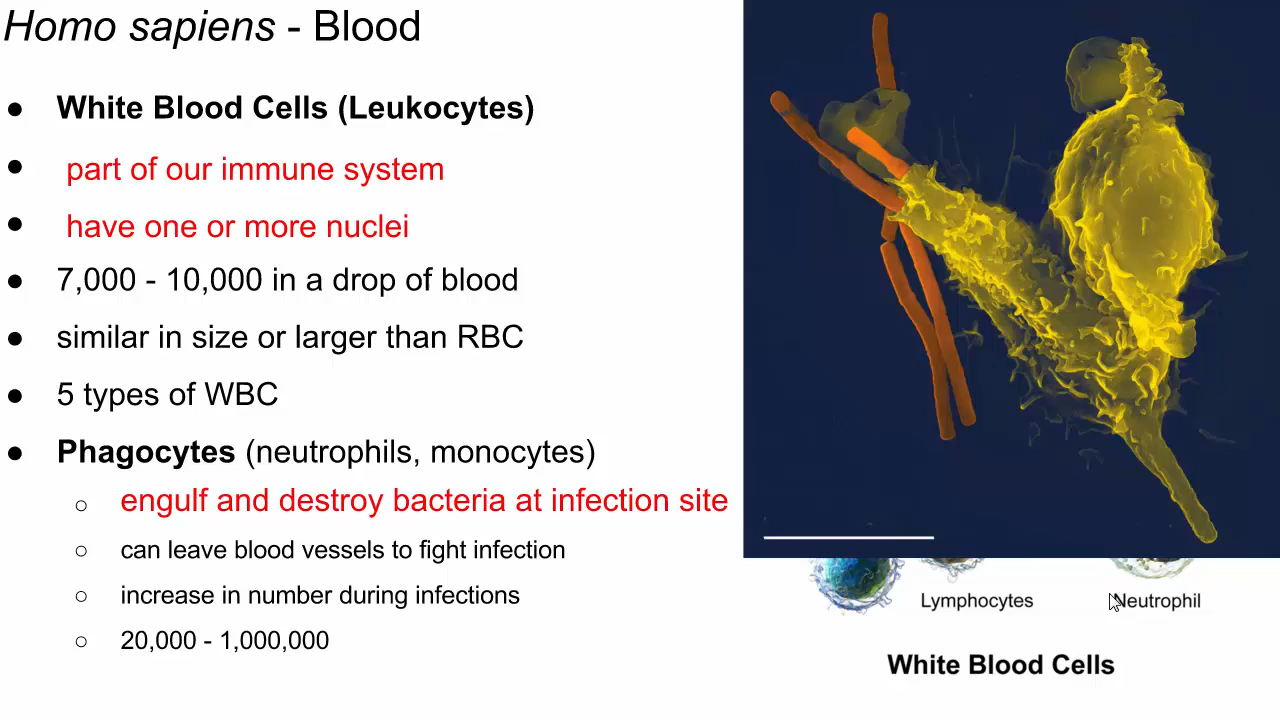 Homo sapiens - Blood
● White Blood Cells (Leukocytes)
● part of our immune system
● have one or more nuclei
● 7,000 - 10,000 in a drop of blood
● similar in size or larger than RBC
● 5 types of WBC
● Phagocytes (neutrophils, monocytes)
○ engulf and destroy bacteria at infection site
○ can leave blood vessels to fight infection
○ increase in number during infections
○ 20,000 - 1,000,000
Lymphocytes
Neutrophil
White Blood Cells